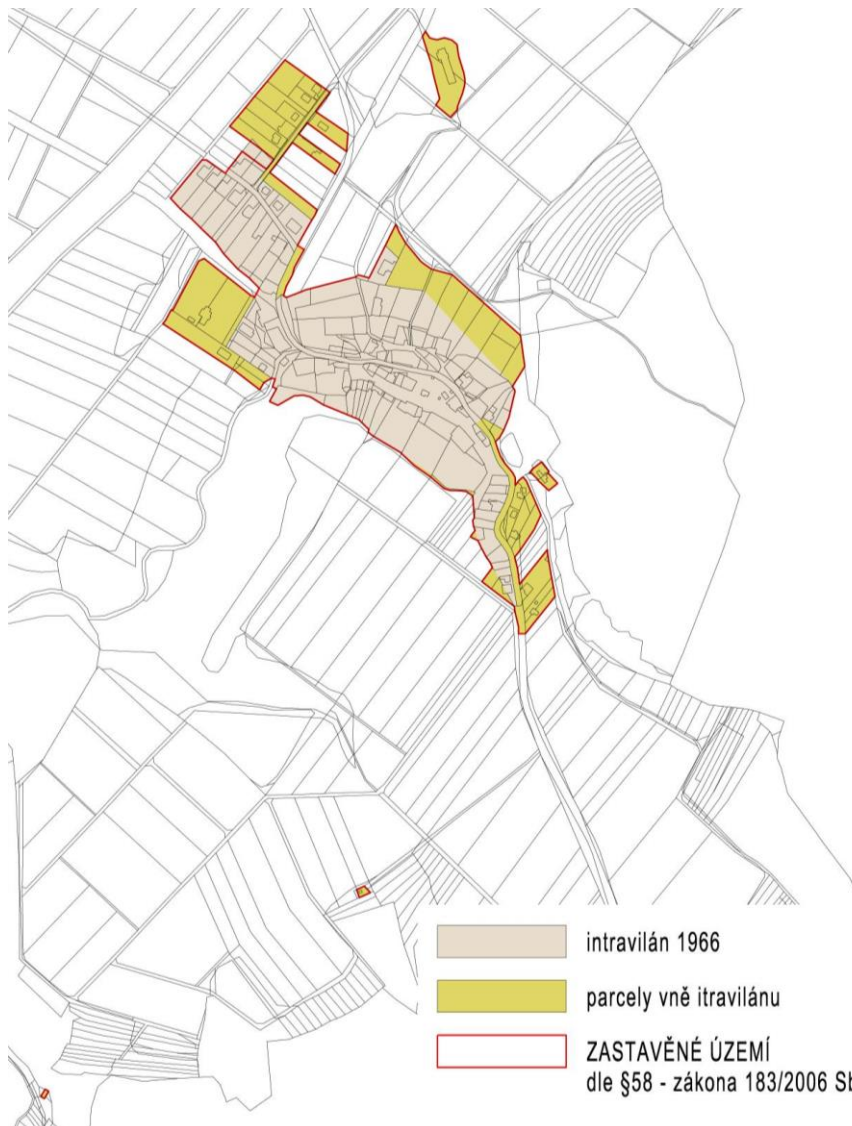 intravilán 1966
parcely vně itravilánu
ZASTAVĚNÉ ÚZEMÍ
dle §58 - zákona 183/2006 Sb